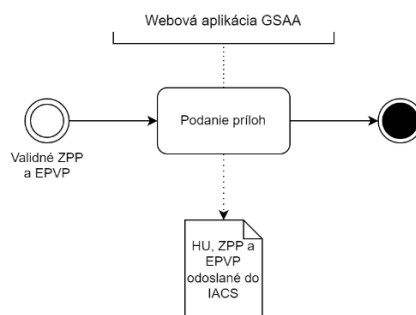 Webová aplikácia GSAA
Podanie príloh
Validné ZPP
a EPVP
HU, ZPP a
EPVP
odoslané do
IACS